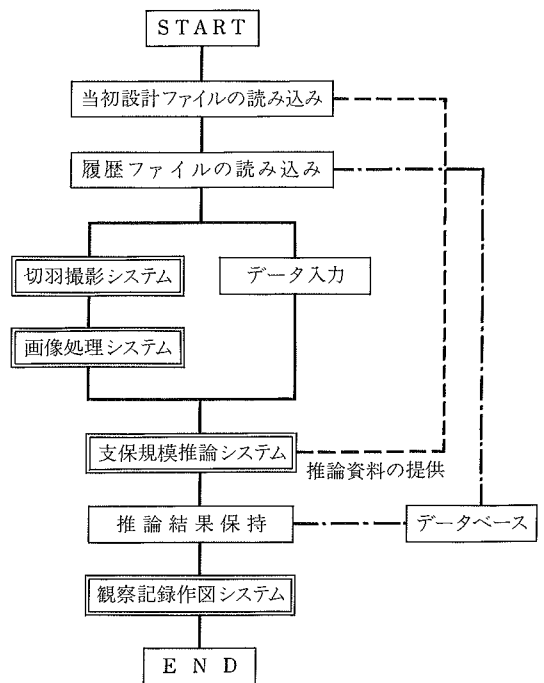 START
当初設計ファイルの読み込み
履歴ファイルの読み込み
切羽撮影システム
データ入力
画像処理システム
支保規模推論システム
推論資料の提供
推論結果保持
データベース
観察記録作図システム
END